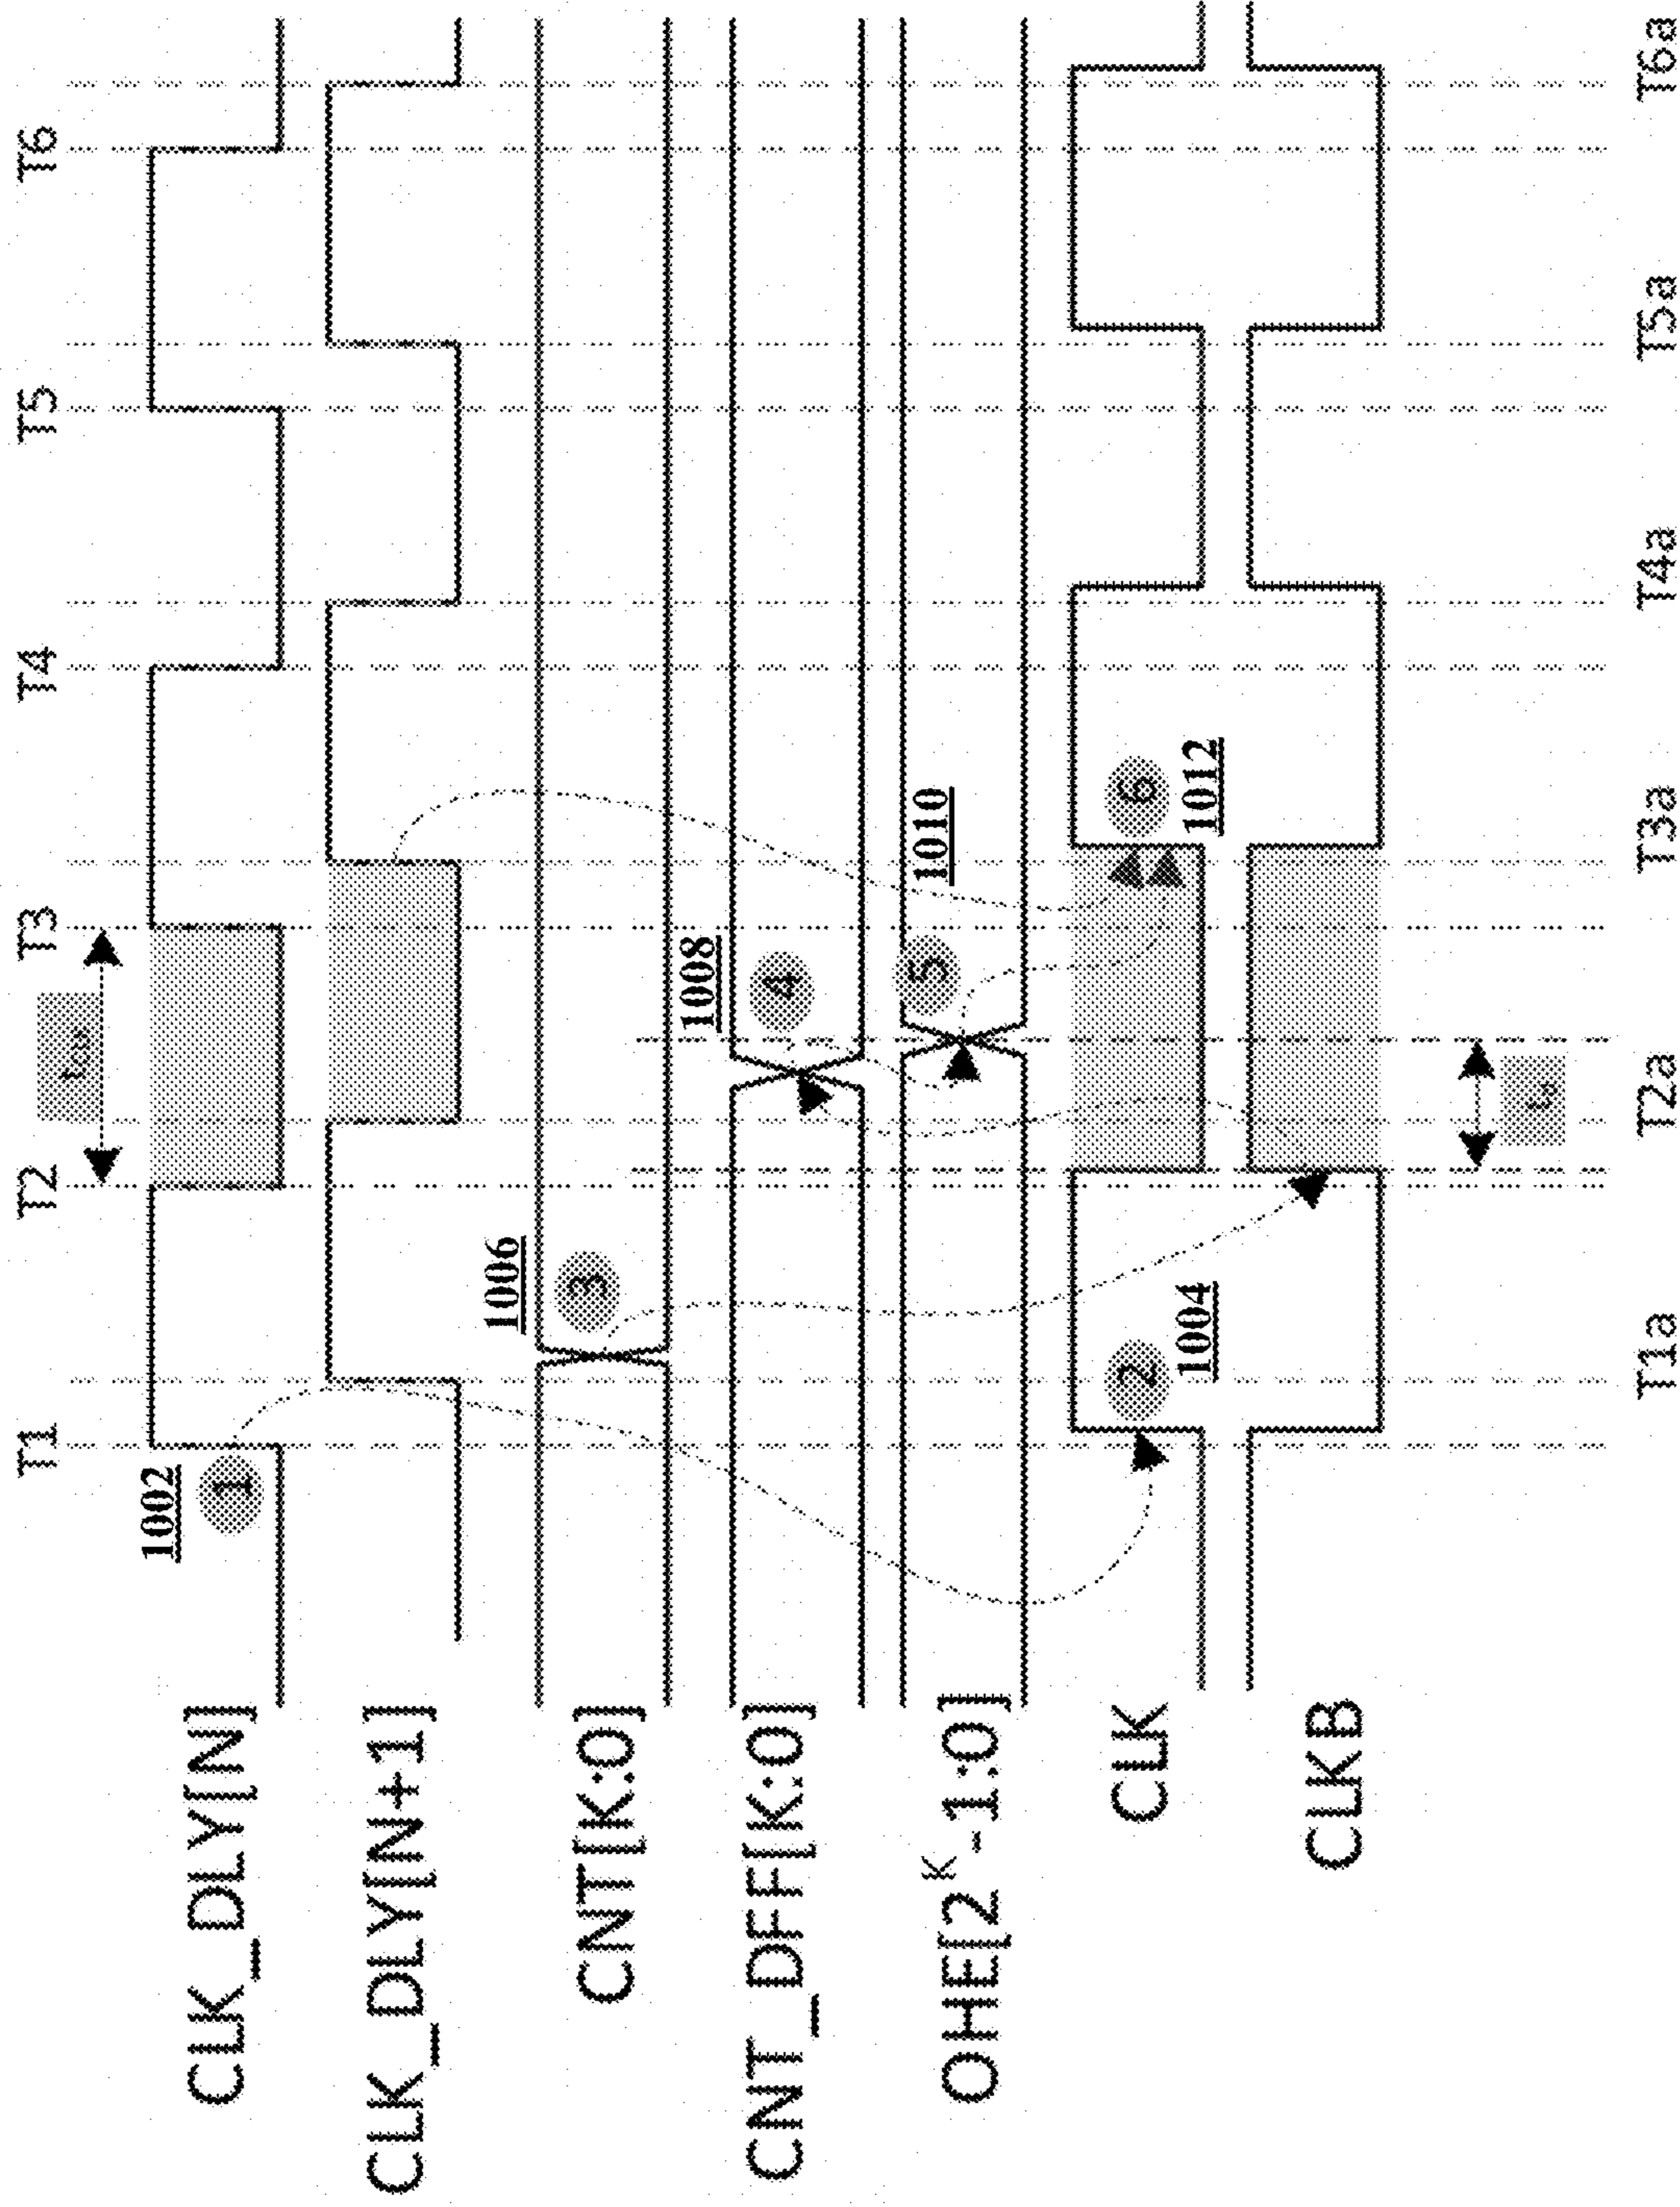 T1 T2 T3 T4 T5 T6
CLK_DLY[N]
1002
1
CLK_DLY[N+1]
CNT[K:0]
1006
3
CNT_DFF[K:0]
1008
4
OHE[2^K-1:0]
5
1010
CLK
2
1004
6
1012
CLKB
T1a T2a T3a T4a T5a T6a